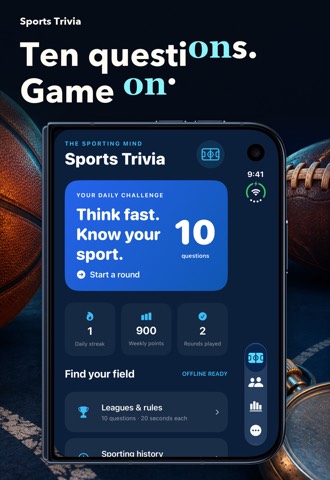 Sports Trivia
Ten questions.
Game on.
THE SPORTING MIND
Sports Trivia
9:41
YOUR DAILY CHALLENGE
Think fast.
Know your
sport.
10
questions
Start a round
1
Daily streak
900
Weekly points
2
Rounds played
Find your field
OFFLINE READY
Leagues & rules
10 questions · 20 seconds each
Sporting history